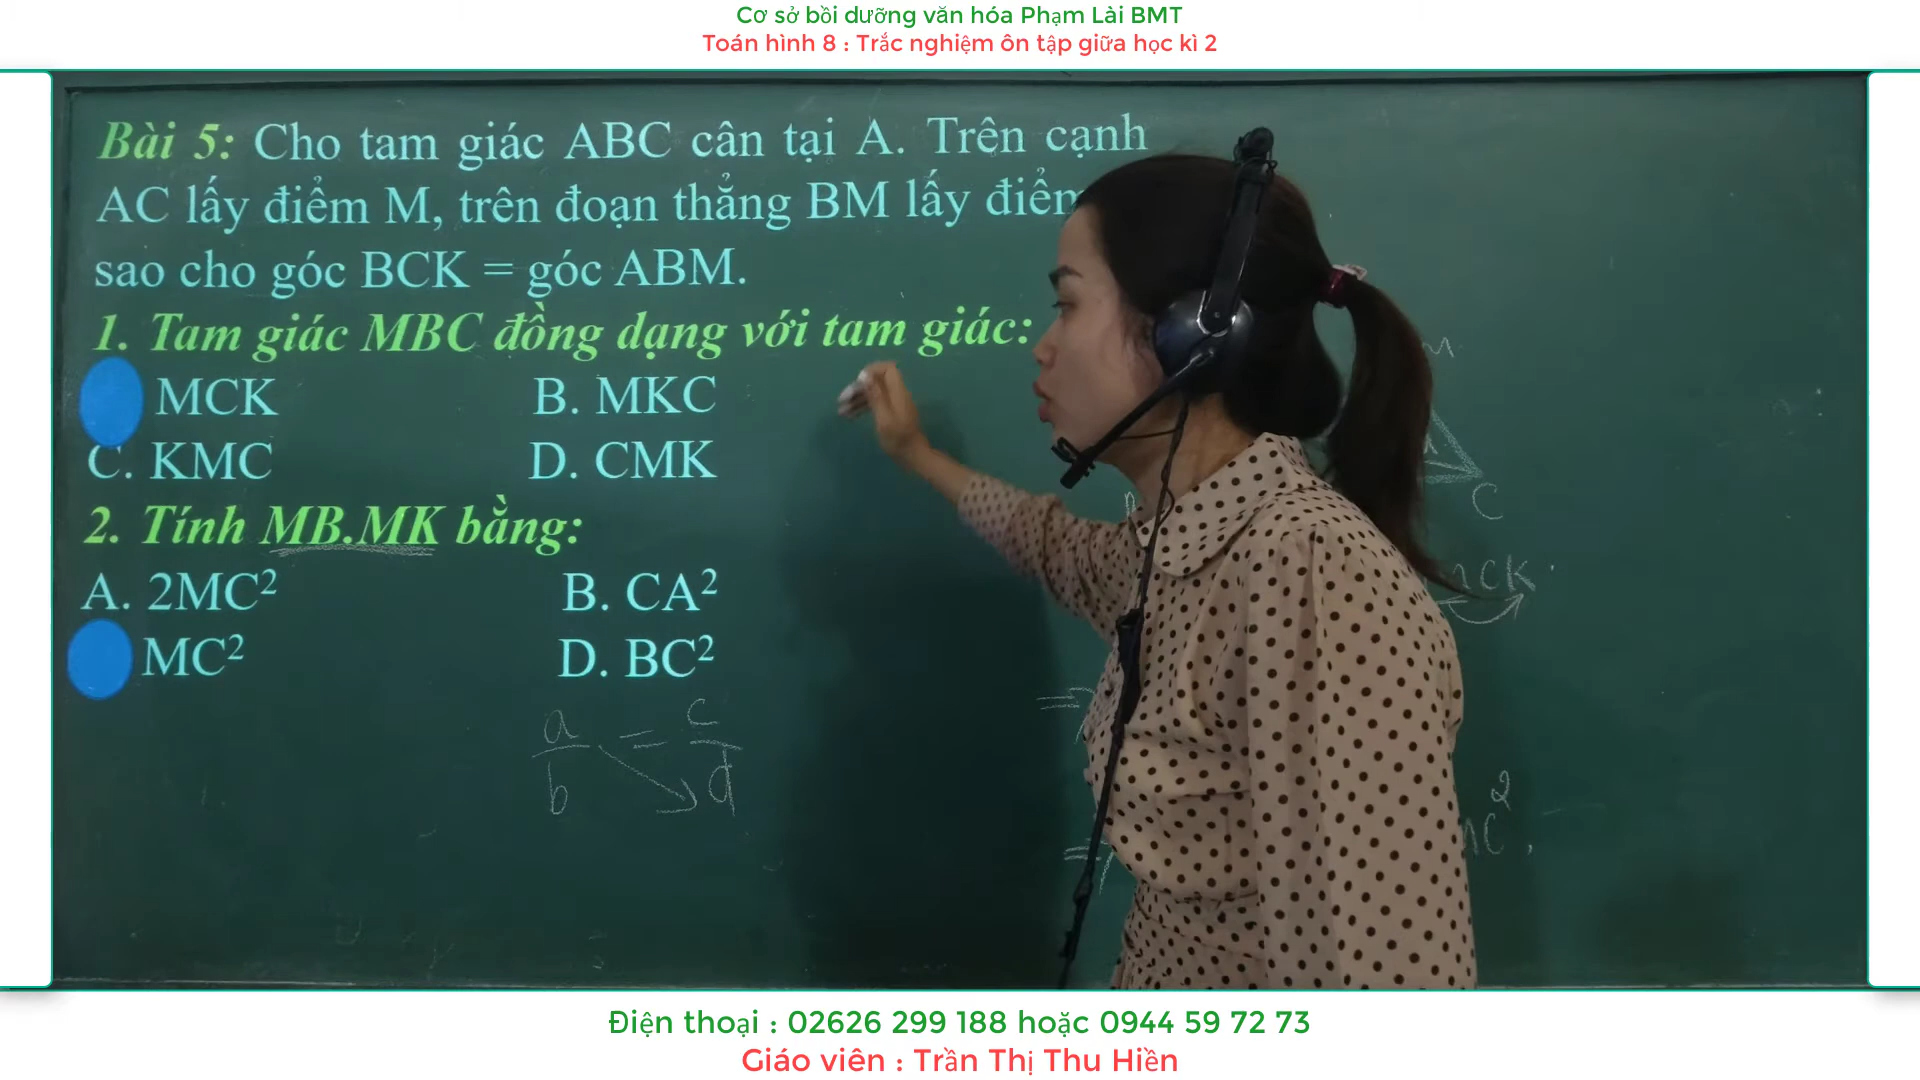 Cơ sở bồi dưỡng văn hóa Phạm Lài BMT
Toán hình 8 : Trắc nghiệm ôn tập giữa học kì 2
Bài 5: Cho tam giác ABC cân tại A. Trên cạnh
AC lấy điểm M, trên đoạn thẳng BM lấy
sao cho góc BCK = góc ABM.
1. Tam giác MBC đồng dạng với tam giác:
MCK B. MKC
C. KMC D. CMK
2. Tính MB.MK bằng:
A. 2MC² B. CA²
MC² D. BC²
a/b = c/d
M
C
CK
Điện thoại : 02626 299 188 hoặc 0944 59 72 73
Giáo viên : Trần Thị Thu Hiền